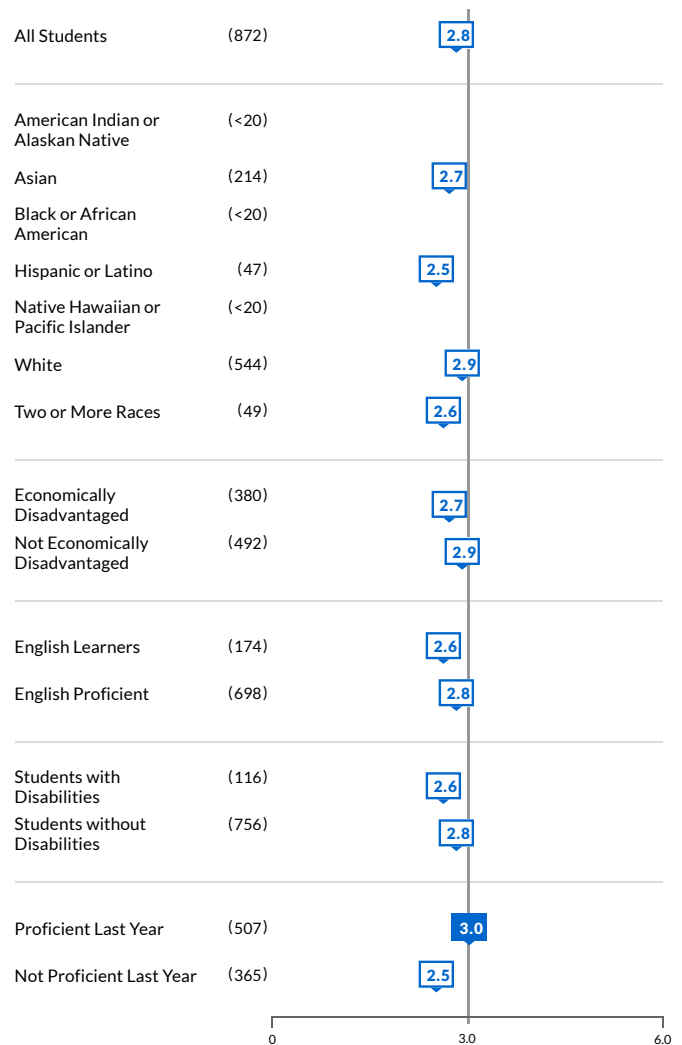 All Students (872) 2.8
American Indian or (<20)
Alaskan Native
Asian (214) 2.7
Black or African (<20)
American
Hispanic or Latino (47) 2.5
Native Hawaiian or (<20)
Pacific Islander
White (544) 2.9
Two or More Races (49) 2.6
Economically (380) 2.7
Disadvantaged
Not Economically (492) 2.9
Disadvantaged
English Learners (174) 2.6
English Proficient (698) 2.8
Students with (116) 2.6
Disabilities
Students without (756) 2.8
Disabilities
Proficient Last Year (507) 3.0
Not Proficient Last Year (365) 2.5
0 3.0 6.0